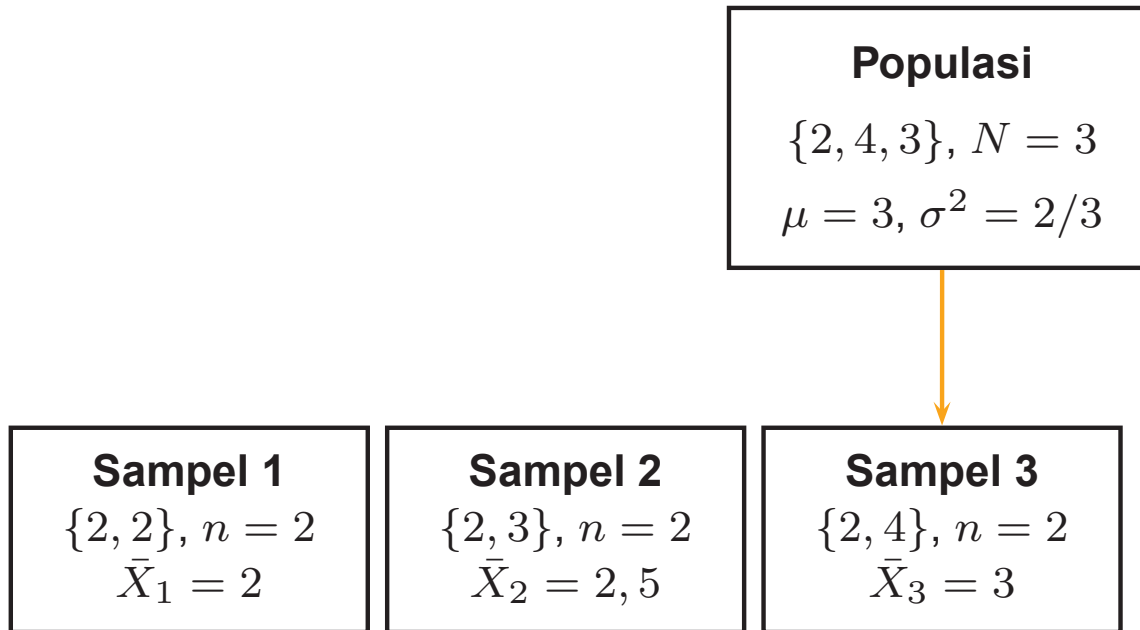 Populasi
{2, 4, 3}, N = 3
μ = 3, σ² = 2/3
Sampel 1
{2, 2}, n = 2
X̄₁ = 2
Sampel 2
{2, 3}, n = 2
X̄₂ = 2, 5
Sampel 3
{2, 4}, n = 2
X̄₃ = 3